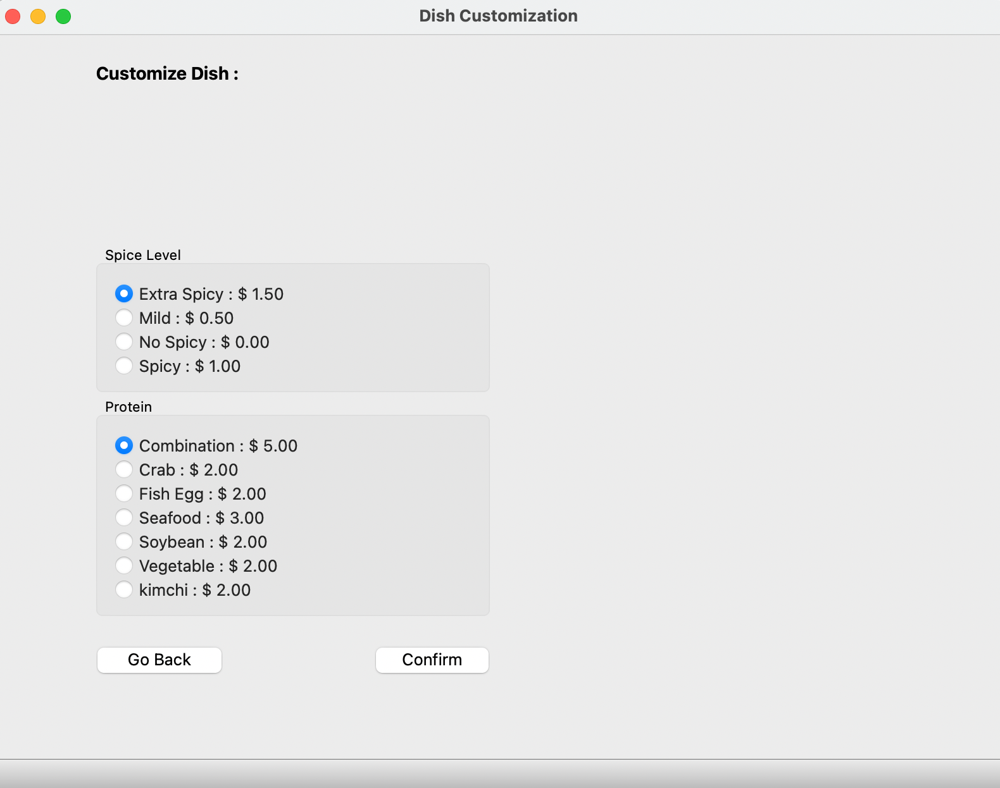 Dish Customization
Customize Dish :
Spice Level
Extra Spicy : $ 1.50
Mild : $ 0.50
No Spicy : $ 0.00
Spicy : $ 1.00
Protein
Combination : $ 5.00
Crab : $ 2.00
Fish Egg : $ 2.00
Seafood : $ 3.00
Soybean : $ 2.00
Vegetable : $ 2.00
kimchi : $ 2.00
Go Back
Confirm